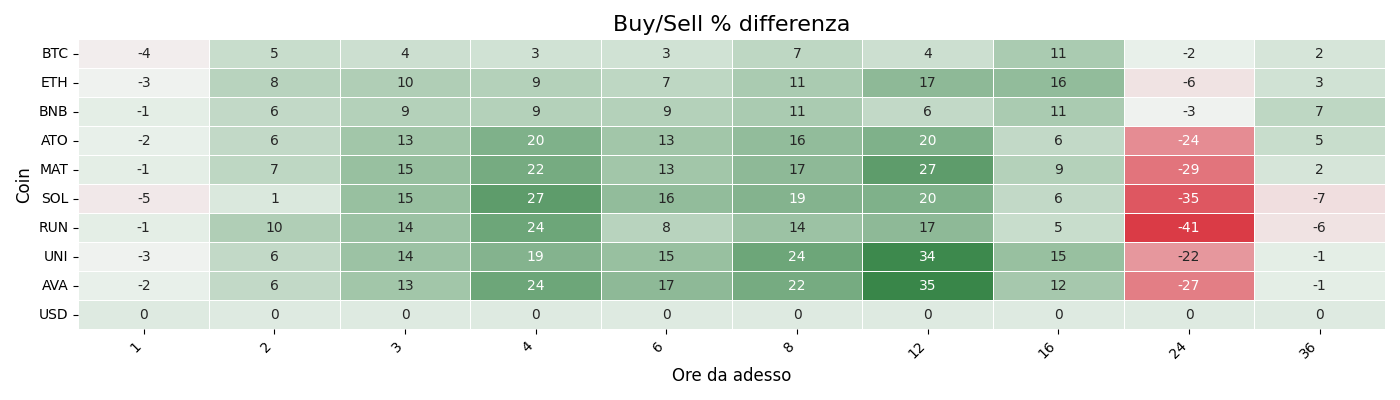 Buy/Sell % differenza
Coin
BTC -4 5 4 3 3 7 4 11 -2 2
ETH -3 8 10 9 7 11 17 16 -6 3
BNB -1 6 9 9 9 11 6 11 -3 7
ATO -2 6 13 20 13 16 20 6 -24 5
MAT -1 7 15 22 13 17 27 9 -29 2
SOL -5 1 15 27 16 19 20 6 -35 -7
RUN -1 10 14 24 8 14 17 5 -41 -6
UNI -3 6 14 19 15 24 34 15 -22 -1
AVA -2 6 13 24 17 22 35 12 -27 -1
USD 0 0 0 0 0 0 0 0 0 0
1 2 3 4 6 8 12 16 24 36
Ore da adesso